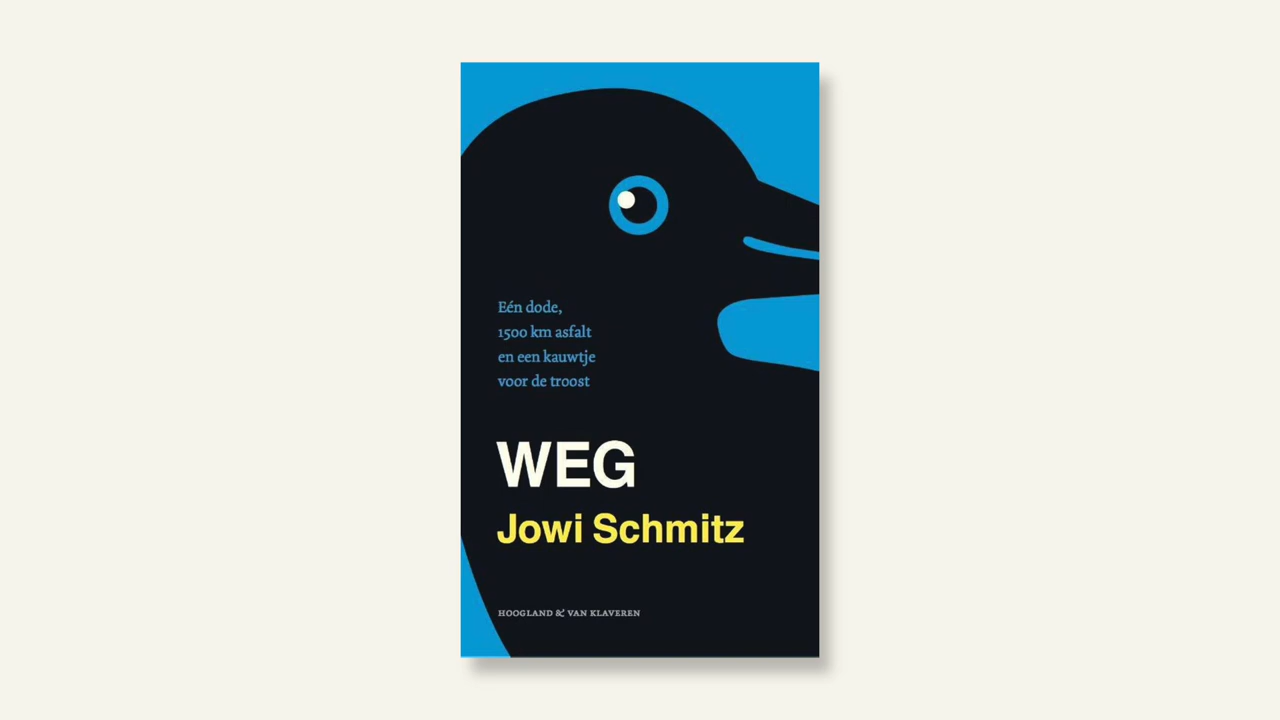 Eén dode,
1500 km asfalt
en een kauwtje
voor de troost
WEG
Jowi Schmitz
HOOGLAND & VAN KLAVEREN